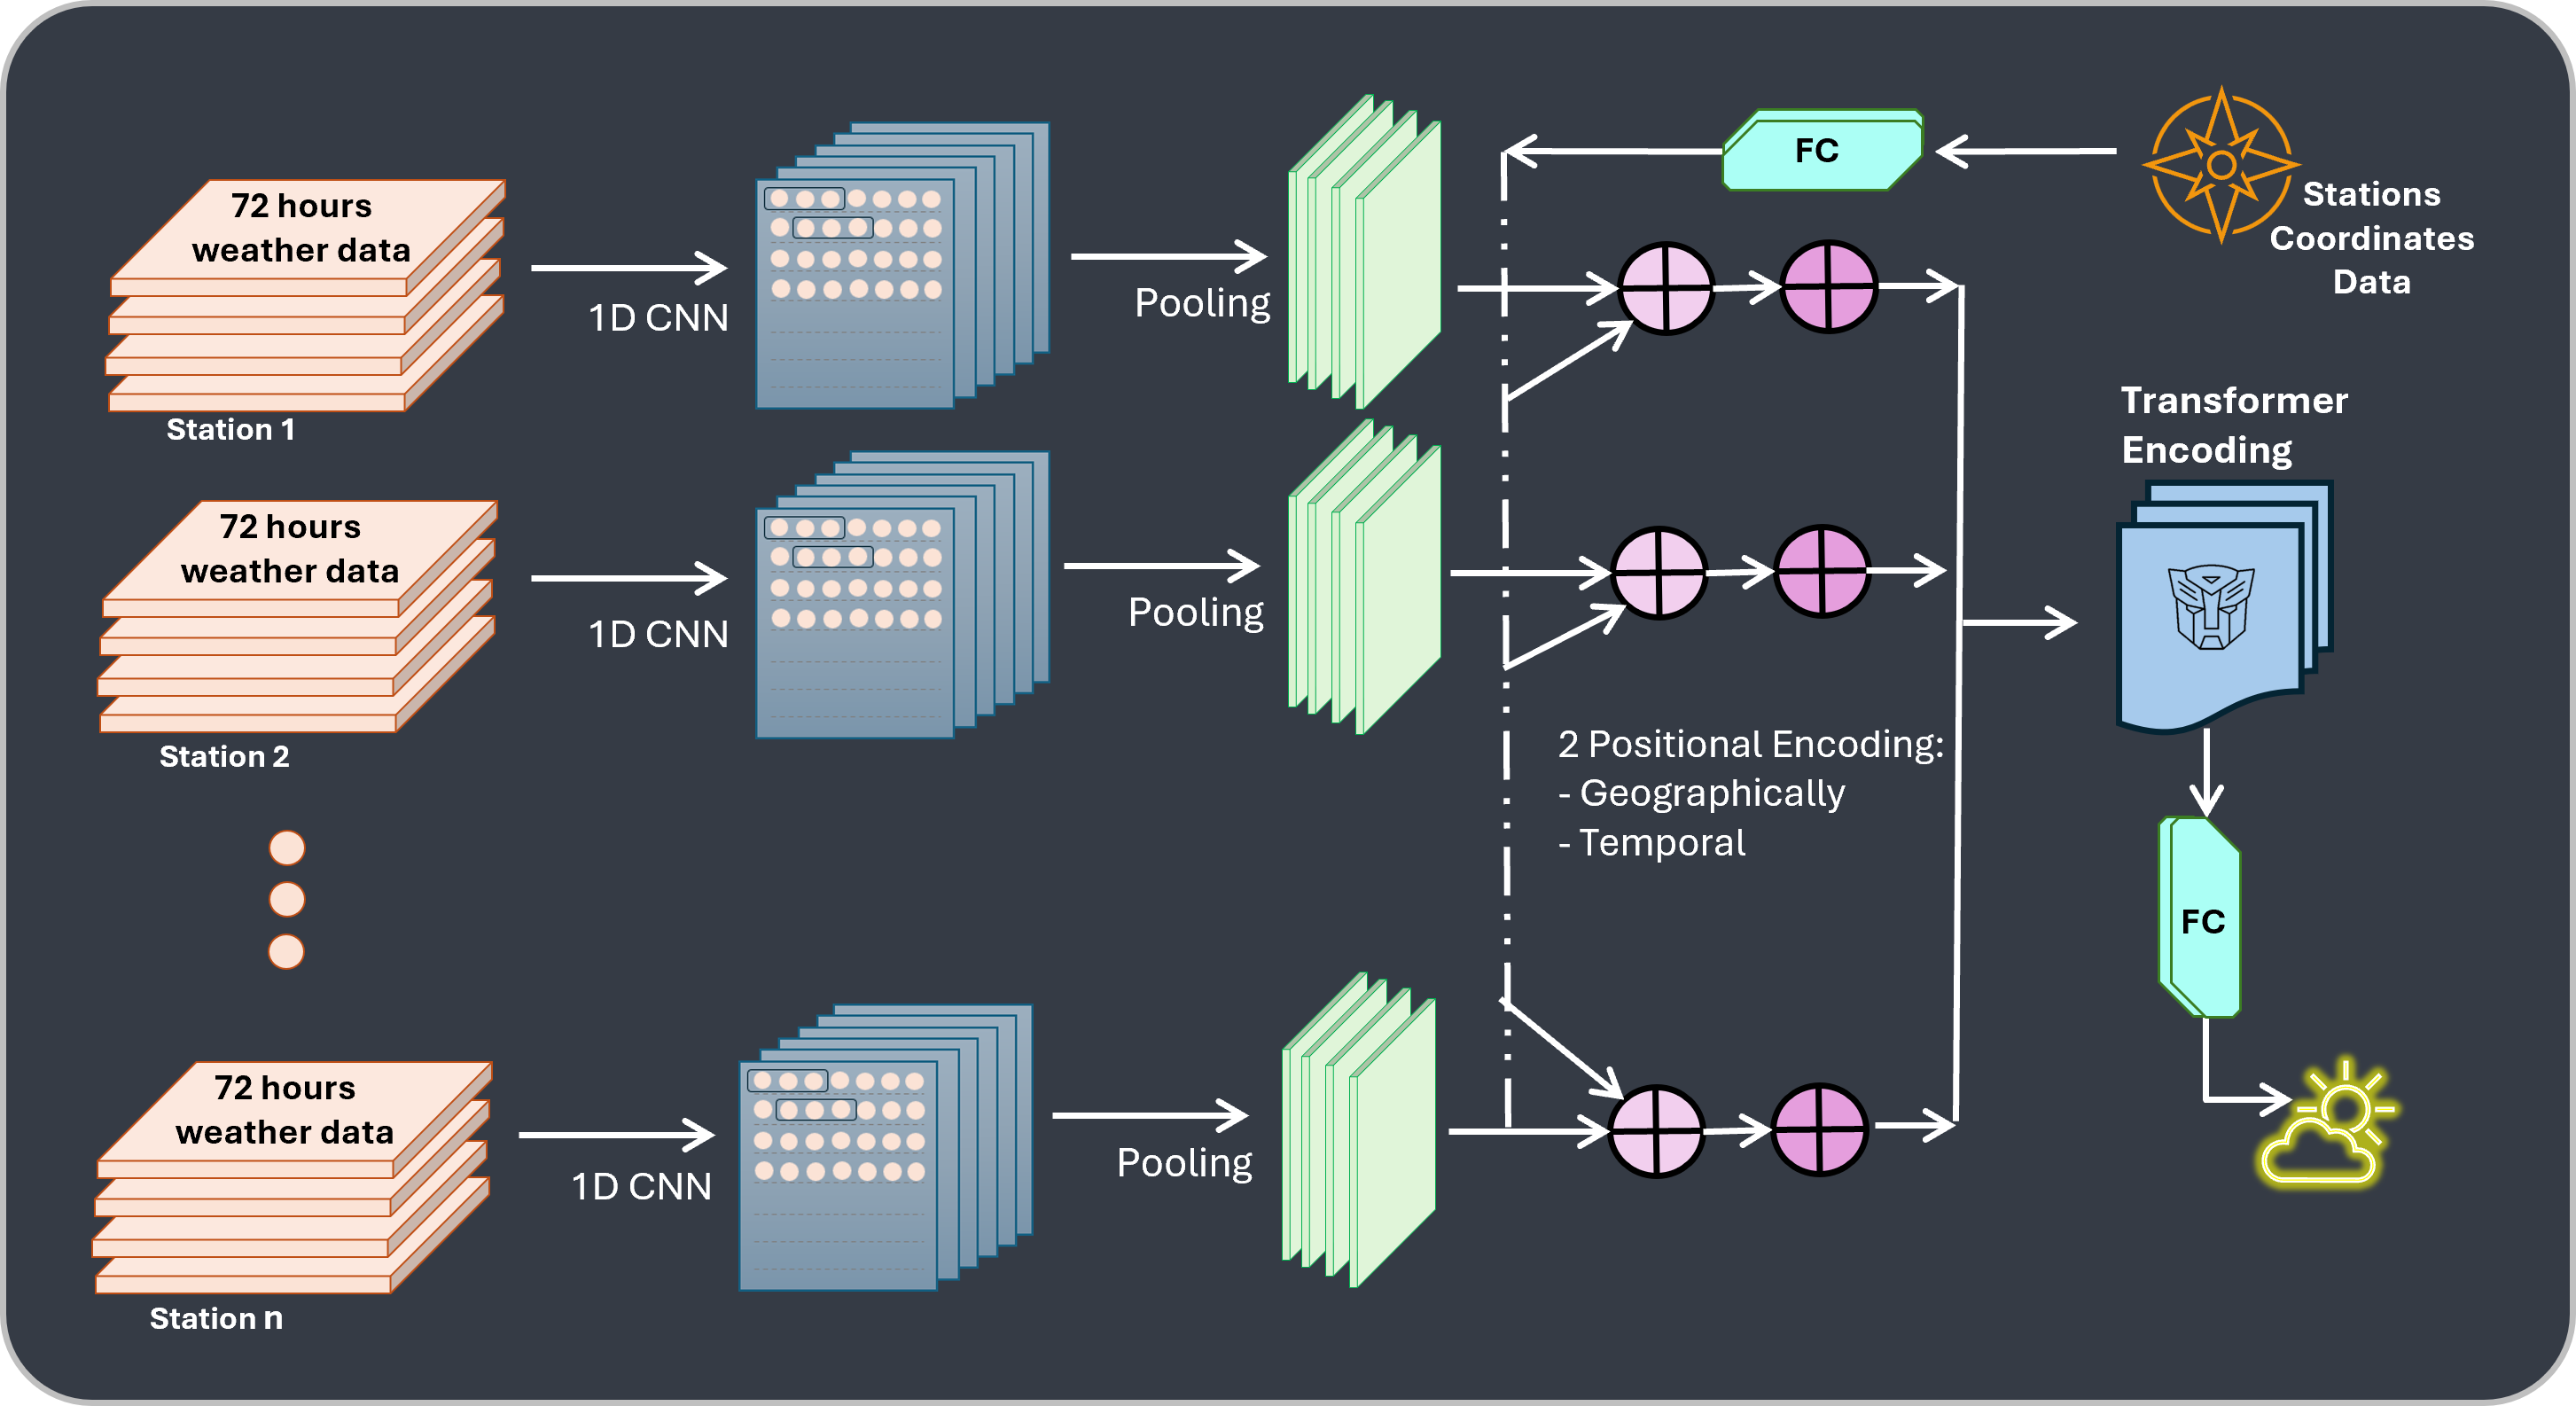 72 hours
weather data
Station 1
1D CNN
Pooling
FC
Stations
Coordinates
Data
72 hours
weather data
Station 2
1D CNN
Pooling
Transformer
Encoding
2 Positional Encoding:
- Geographically
- Temporal
FC
72 hours
weather data
Station n
1D CNN
Pooling